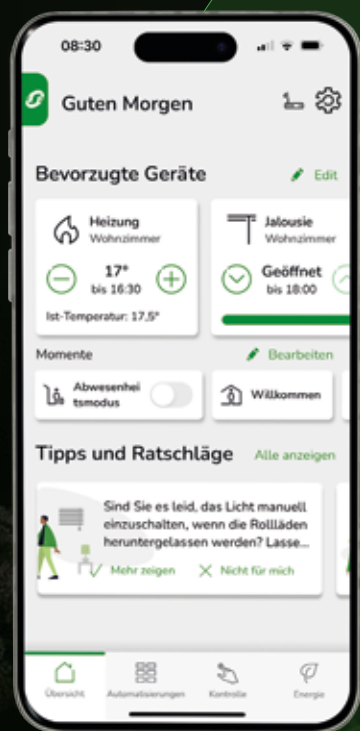 08:30
Guten Morgen
Bevorzugte Geräte Edit
Heizung
Wohnzimmer
17°
bis 16:30
Ist-Temperatur: 17,5°
Jalousie
Wohnzimmer
Geöffnet
bis 18:00
Momente Bearbeiten
Abwesenhei
tsmodus
Willkommen
Tipps und Ratschläge Alle anzeigen
Sind Sie es leid, das Licht manuell
einzuschalten, wenn die Rollläden
heruntergelassen werden? Lasse...
Mehr zeigen Nicht für mich
Übersicht Automatisierungen Kontrolle Energie